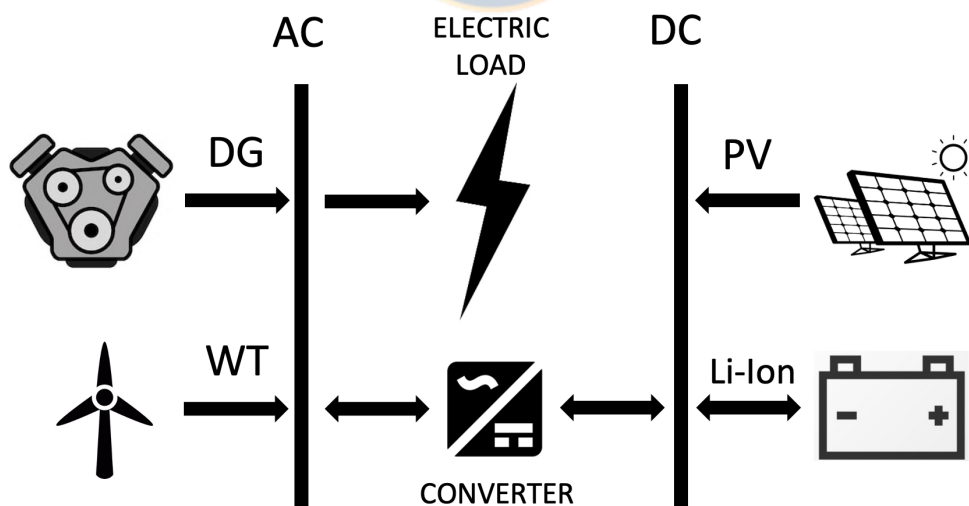 AC
ELECTRIC
LOAD
DC
DG
PV
WT
Li-Ion
CONVERTER